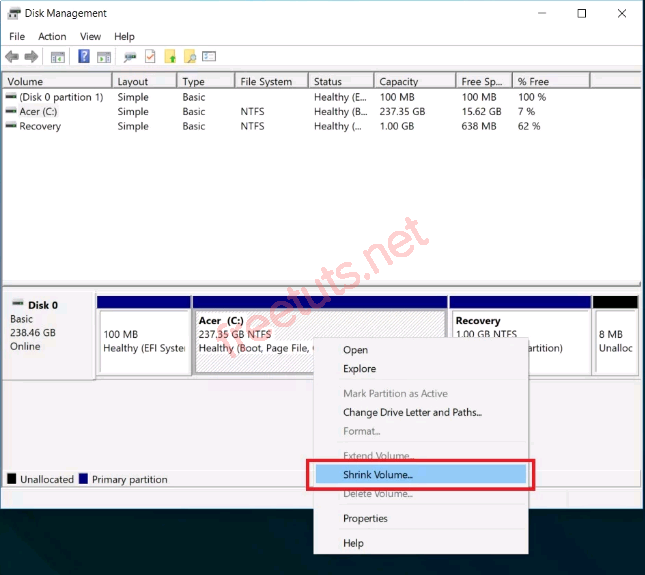 Disk Management
File Action View Help
Volume Layout Type File System Status Capacity Free Sp... % Free
(Disk 0 partition 1) Simple Basic Healthy (E... 100 MB 100 MB 100 %
Acer (C:) Simple Basic NTFS Healthy (B... 237.35 GB 15.62 GB 7 %
Recovery Simple Basic NTFS Healthy (... 1.00 GB 638 MB 62 %
freetuts.net
Disk 0
Basic
238.46 GB
Online
100 MB
Healthy (EFI Syste
Acer (C:)
237.35 GB NTFS
Healthy (Boot, Page File,
Recovery
1.00 GB NTFS
artition)
8 MB
Unalloc
Open
Explore
Mark Partition as Active
Change Drive Letter and Paths...
Format...
Extend Volume...
Shrink Volume...
Delete Volume...
Properties
Help
Unallocated Primary partition